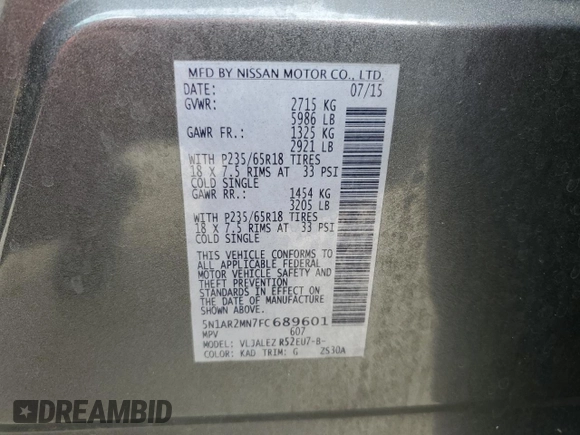 MFD BY NISSAN MOTOR CO., LTD.
DATE: 07/15
GVWR: 2715 KG
5986 LB
GAWR FR.: 1325 KG
2921 LB
WITH P235/65R18 TIRES
18 X 7.5 RIMS AT 33 PSI
COLD SINGLE
GAWR RR.: 1454 KG
3205 LB
WITH P235/65R18 TIRES
18 X 7.5 RIMS AT 33 PSI
COLD SINGLE
THIS VEHICLE CONFORMS TO
ALL APPLICABLE FEDERAL
MOTOR VEHICLE SAFETY AND
THEFT PREVENTION
STANDARDS IN EFFECT ON
THE DATE OF MANUFACTURE
SHOWN ABOVE.
5N1AR2MN7FC689601
MPV 607
MODEL: VLJALEZ R52EU7-B-
COLOR: KAD TRIM: G 2S30A
DREAMBID